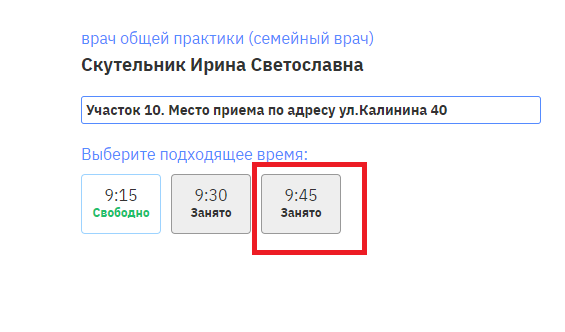 врач общей практики (семейный врач)
Скутельник Ирина Светославна
Участок 10. Место приема по адресу ул.Калинина 40
Выберите подходящее время:
9:15 9:30 9:45
Свободно Занято Занято